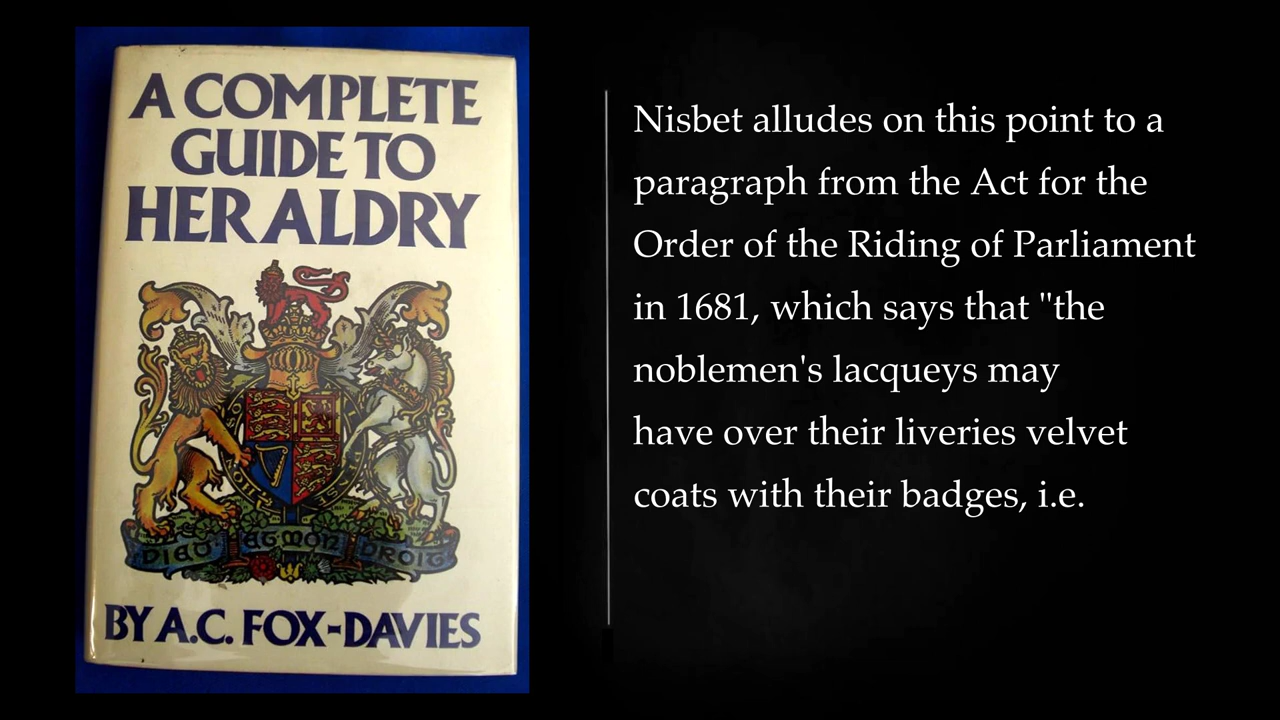 A COMPLETE
GUIDE TO
HERALDRY
DIEU ET MON DROIT
BY A.C. FOX-DAVIES
Nisbet alludes on this point to a
paragraph from the Act for the
Order of the Riding of Parliament
in 1681, which says that "the
noblemen's lacqueys may
have over their liveries velvet
coats with their badges, i.e.